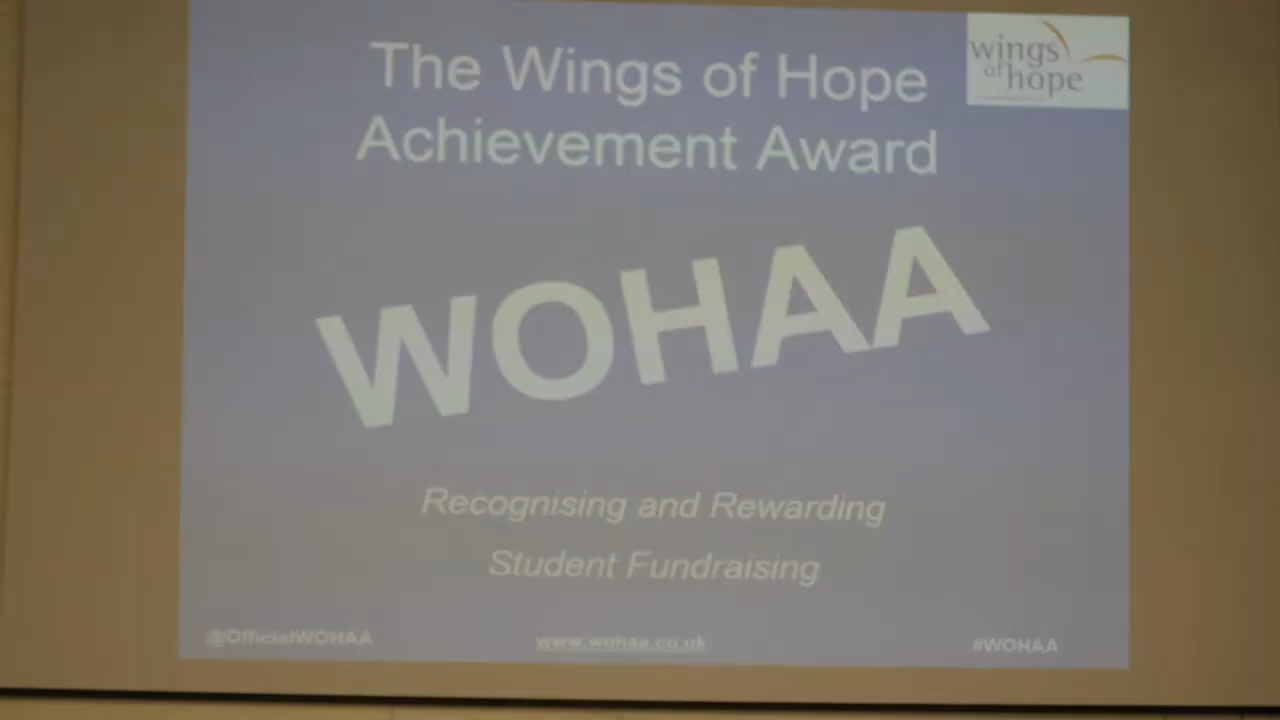 The Wings of Hope
Achievement Award
wings
of hope
WOHAA
Recognising and Rewarding
Student Fundraising
@OfficialWOHAA
www.wohaa.co.uk
#WOHAA